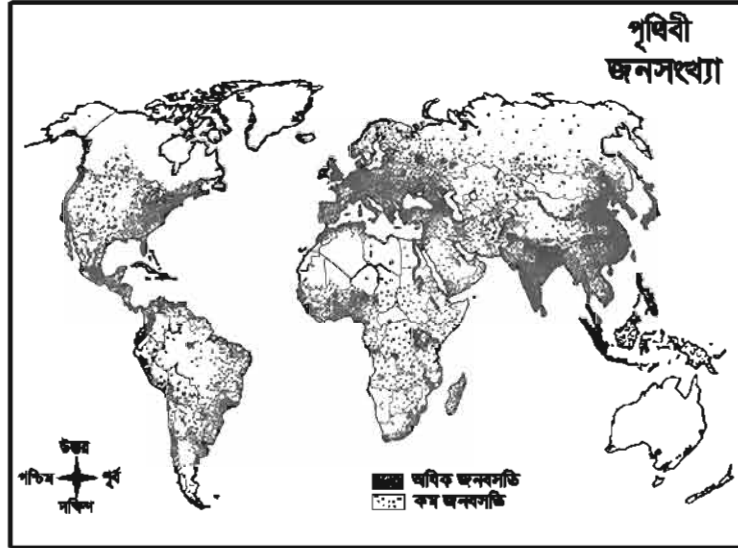 পৃথিবী
জনসংখ্যা
উত্তর
পশ্চিম পূর্ব
দক্ষিণ
অধিক জনবসতি
কম জনবসতি